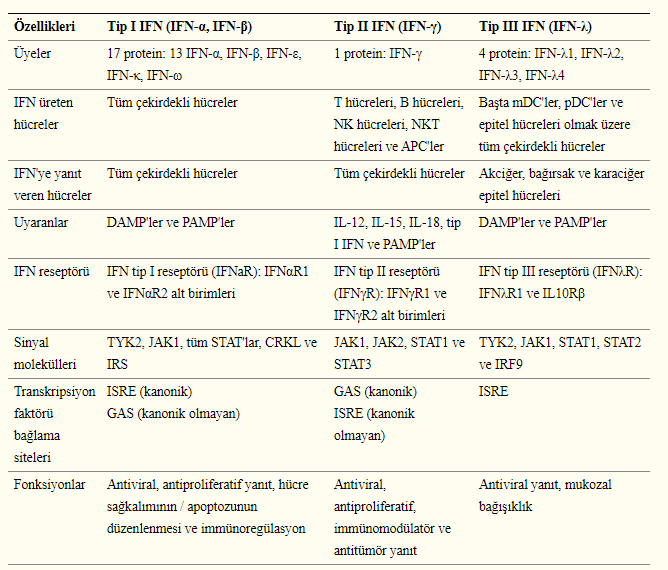 Özellikleri Tip I IFN (IFN-α, IFN-β) Tip II IFN (IFN-γ) Tip III IFN (IFN-λ)
Üyeler 17 protein: 13 IFN-α, IFN-β, IFN-ε, 1 protein: IFN-γ 4 protein: IFN-λ1, IFN-λ2,
IFN-κ, IFN-ω IFN-λ3, IFN-λ4
IFN üreten Tüm çekirdekli hücreler T hücreleri, B hücreleri, Başta mDC'ler, pDC'ler ve
hücreler NK hücreleri, NKT epitel hücreleri olmak üzere
hücreleri ve APC'ler tüm çekirdekli hücreler
IFN'ye yanıt Tüm çekirdekli hücreler Tüm çekirdekli hücreler Akciğer, bağırsak ve karaciğer
veren hücreler epitel hücreleri
Uyaranlar DAMP'ler ve PAMP'ler IL-12, IL-15, IL-18, tip DAMP'ler ve PAMP'ler
I IFN ve PAMP'ler
IFN reseptörü IFN tip I reseptörü (IFNaR): IFNαR1 IFN tip II reseptörü IFN tip III reseptörü (IFNλR):
ve IFNαR2 alt birimleri (IFNγR): IFNγR1 ve IFNλR1 ve IL10Rβ
IFNγR2 alt birimleri
Sinyal TYK2, JAK1, tüm STAT'lar, CRKL ve JAK1, JAK2, STAT1 ve TYK2, JAK1, STAT1, STAT2
molekülleri IRS STAT3 ve IRF9
Transkripsiyon ISRE (kanonik) GAS (kanonik) ISRE
faktörü GAS (kanonik olmayan) ISRE (kanonik
bağlama olmayan)
siteleri
Fonksiyonlar Antiviral, antiproliferatif yanıt, hücre Antiviral, Antiviral yanıt, mukozal
sağkalımının / apoptozunun antiproliferatif, bağışıklık
düzenlenmesi ve immünoregülasyon immünomodülatör ve
antitümör yanıt